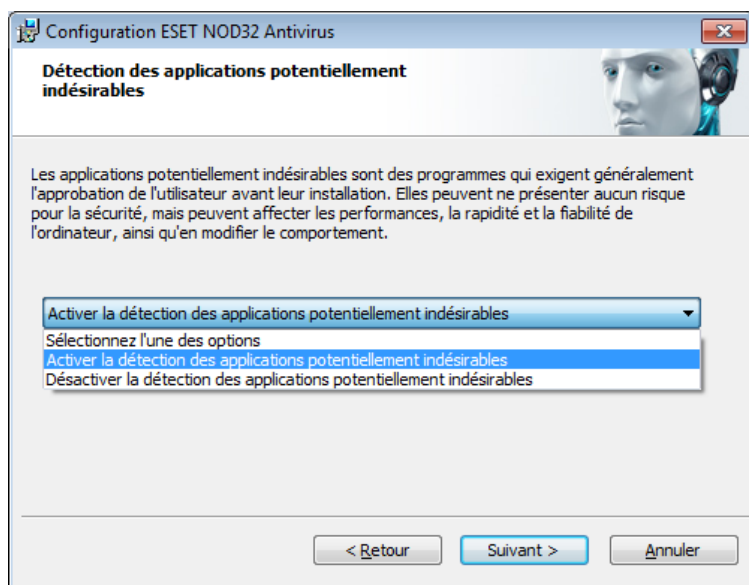 Configuration ESET NOD32 Antivirus
Détection des applications potentiellement
indésirables
Les applications potentiellement indésirables sont des programmes qui exigent généralement
l'approbation de l'utilisateur avant leur installation. Elles peuvent ne présenter aucun risque
pour la sécurité, mais peuvent affecter les performances, la rapidité et la fiabilité de
l'ordinateur, ainsi qu'en modifier le comportement.
Activer la détection des applications potentiellement indésirables
Sélectionnez l'une des options
Activer la détection des applications potentiellement indésirables
Désactiver la détection des applications potentiellement indésirables
< Retour
Suivant >
Annuler